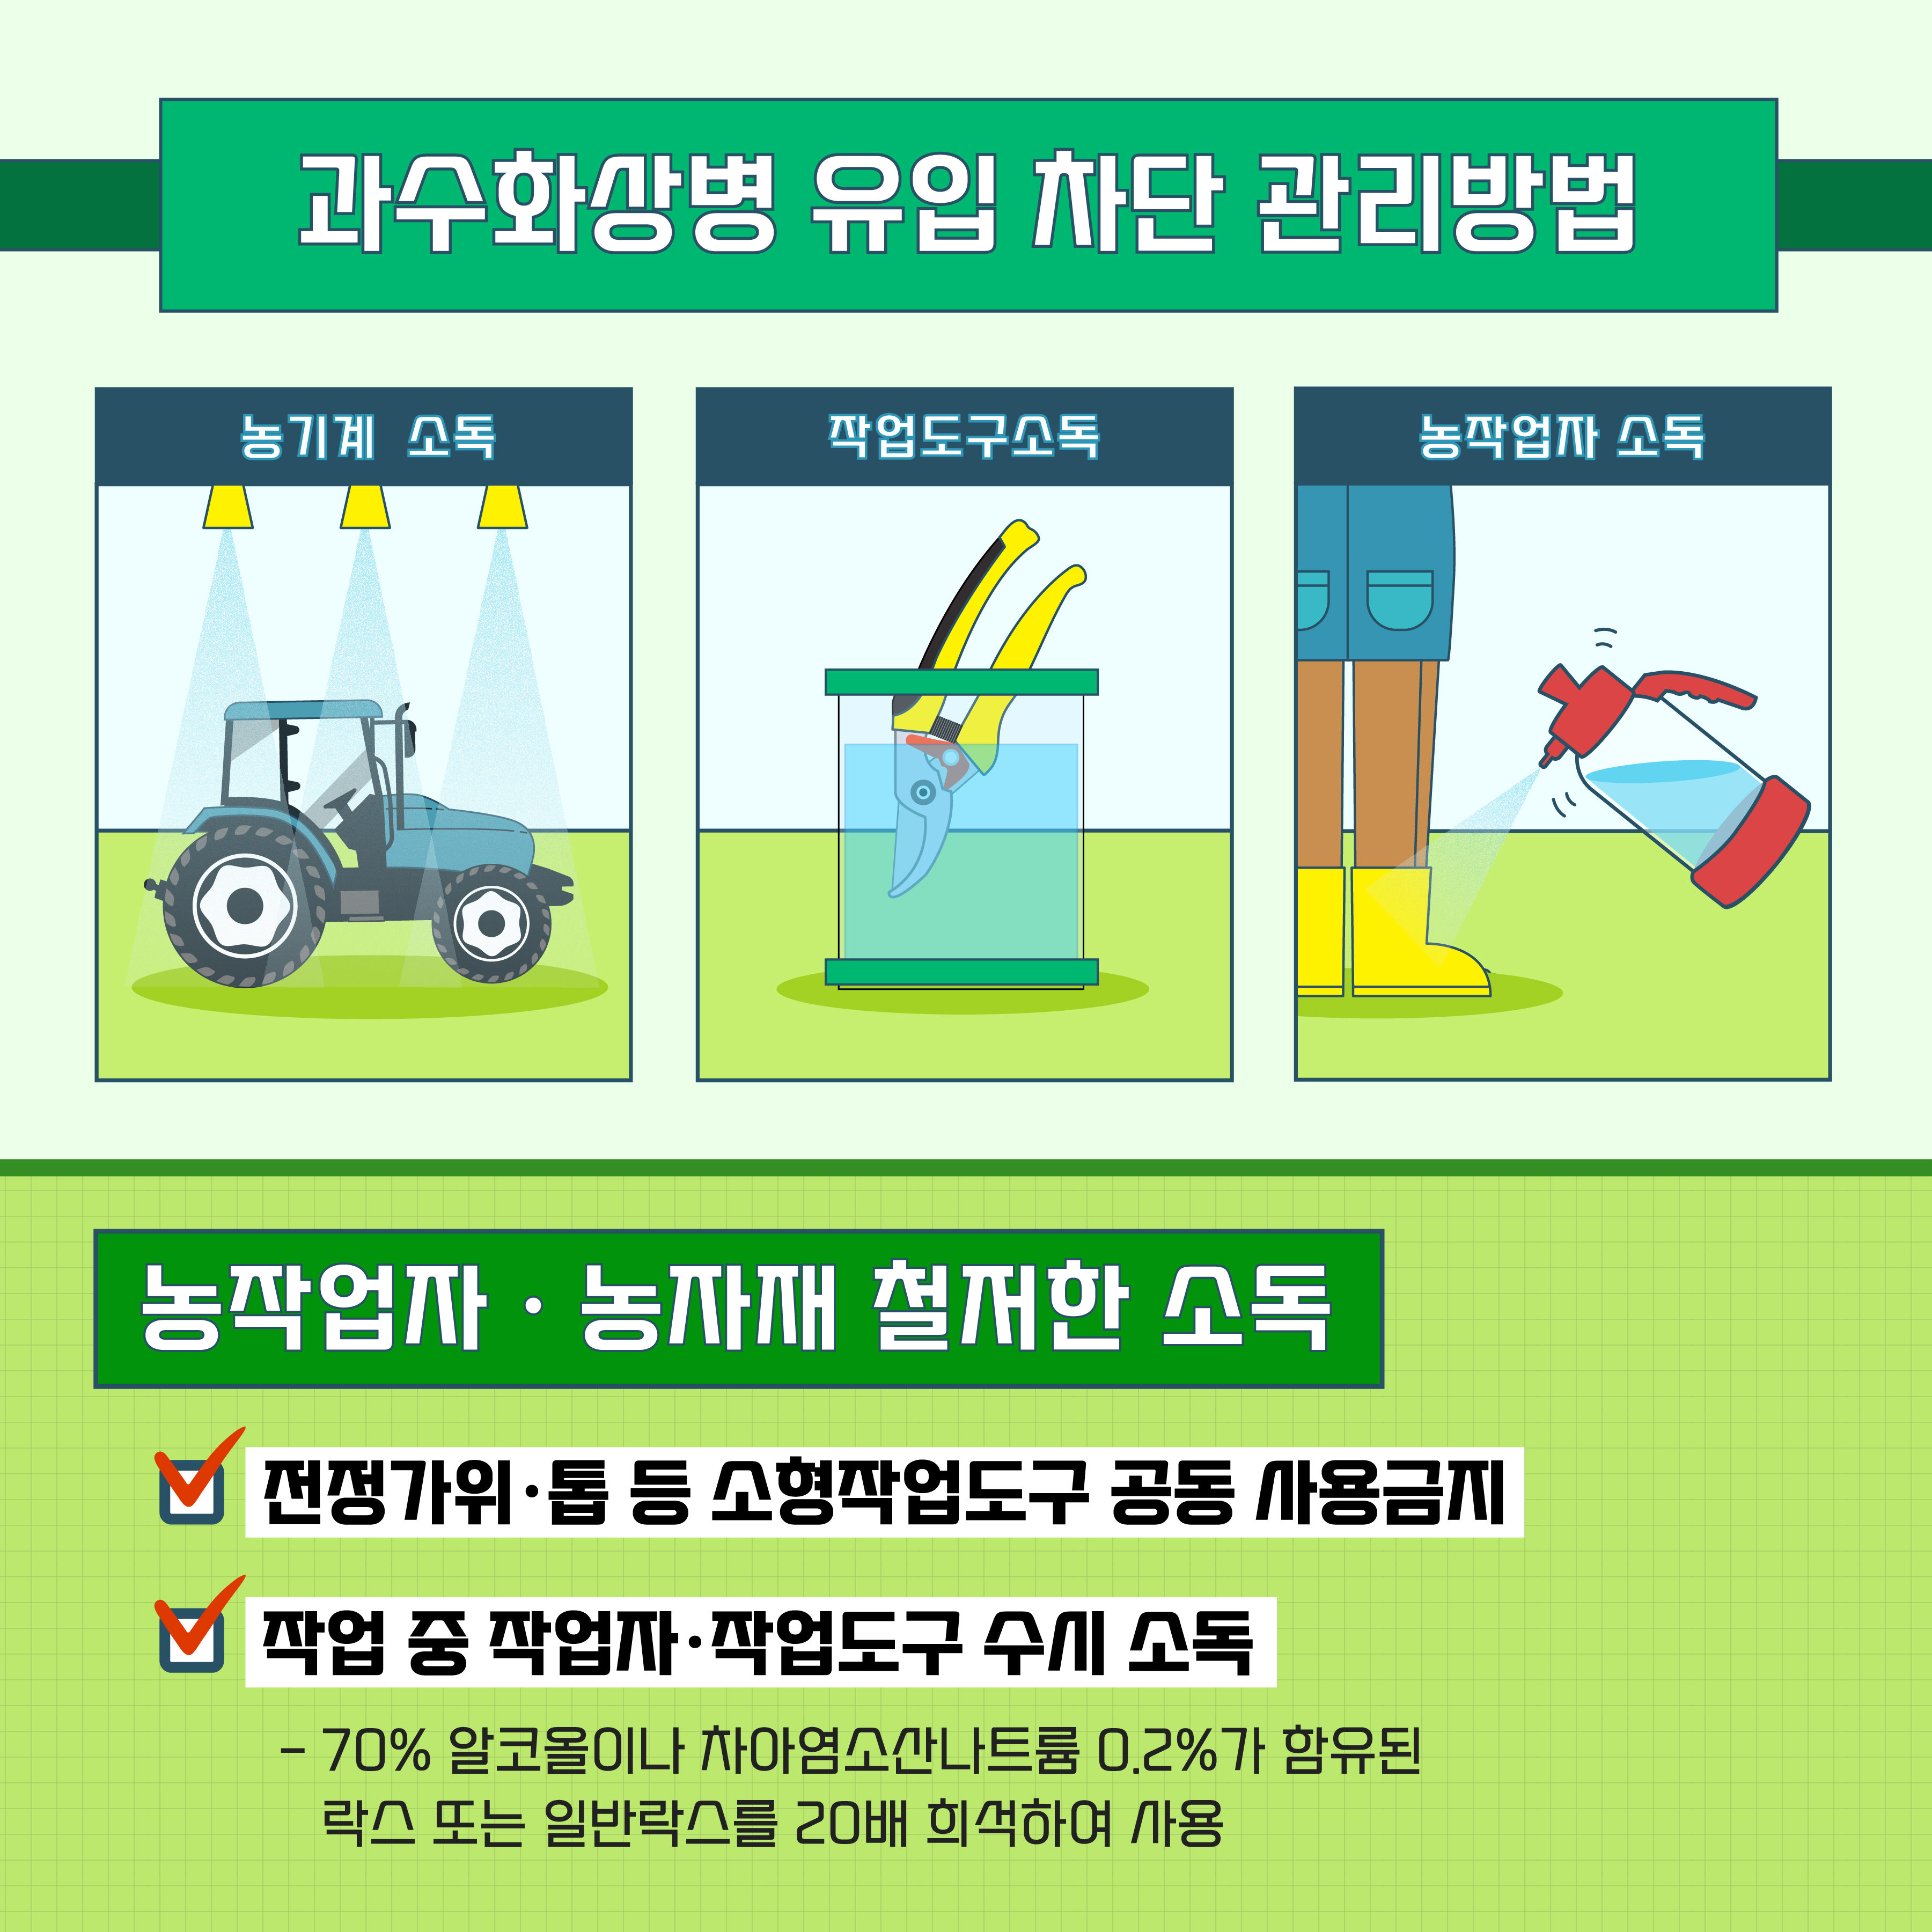 과수화상병 유입 차단 관리방법
농기계 소독
작업도구소독
농작업자 소독
농작업자 · 농자재 철저한 소독
전정가위·톱 등 소형작업도구 공동 사용금지
작업 중 작업자·작업도구 수시 소독
- 70% 알코올이나 차아염소산나트륨 0.2%가 함유된
락스 또는 일반락스를 20배 희석하여 사용